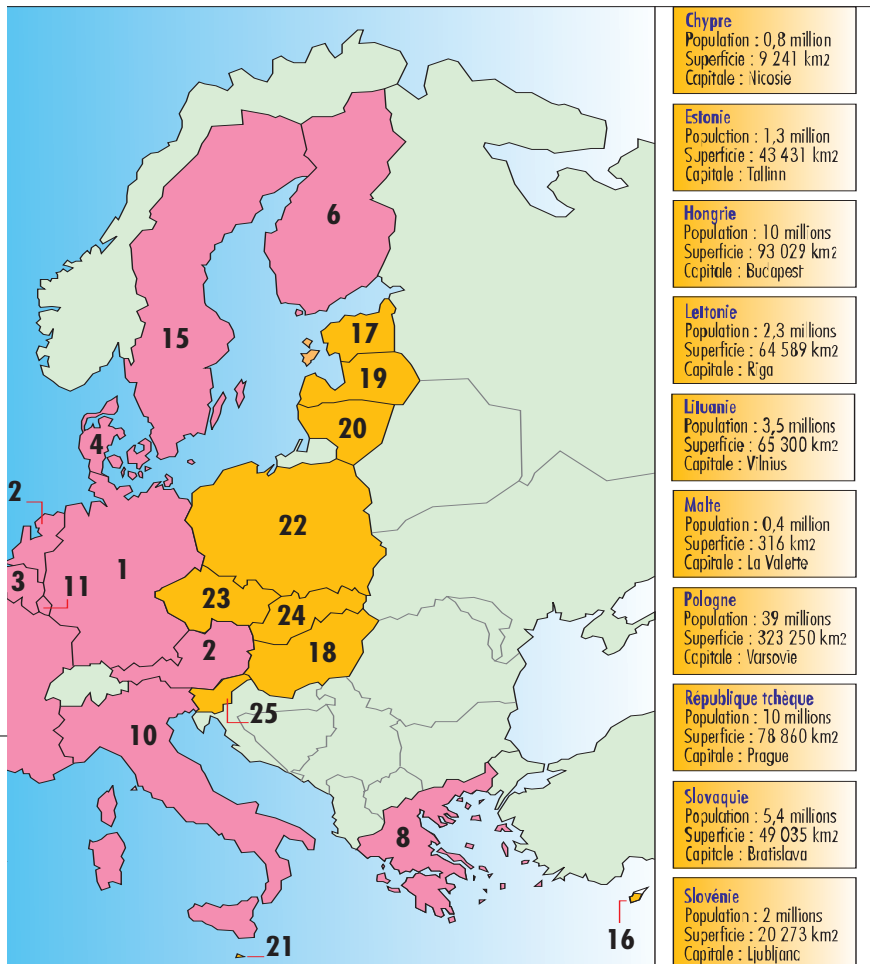 6
15
17
19
20
4
2
22
1
3
11
23
24
2
18
25
10
8
16
21
Chypre
Population : 0,8 million
Superficie : 9 241 km2
Capitale : Nicosie
Estonie
Population : 1,3 million
Superficie : 43 431 km2
Capitale : Tallinn
Hongrie
Population : 10 millions
Superficie : 93 029 km2
Capitale : Budapest
Lettonie
Population : 2,3 millions
Superficie : 64 589 km2
Capitale : Riga
Lituanie
Population : 3,5 millions
Superficie : 65 300 km2
Capitale : Vilnius
Malte
Population : 0,4 million
Superficie : 316 km2
Capitale : La Valette
Pologne
Population : 39 millions
Superficie : 323 250 km2
Capitale : Varsovie
République tchèque
Population : 10 millions
Superficie : 78 860 km2
Capitale : Prague
Slovaquie
Population : 5,4 millions
Superficie : 49 035 km2
Capitale : Bratislava
Slovénie
Population : 2 millions
Superficie : 20 273 km2
Capitale : Ljubljana